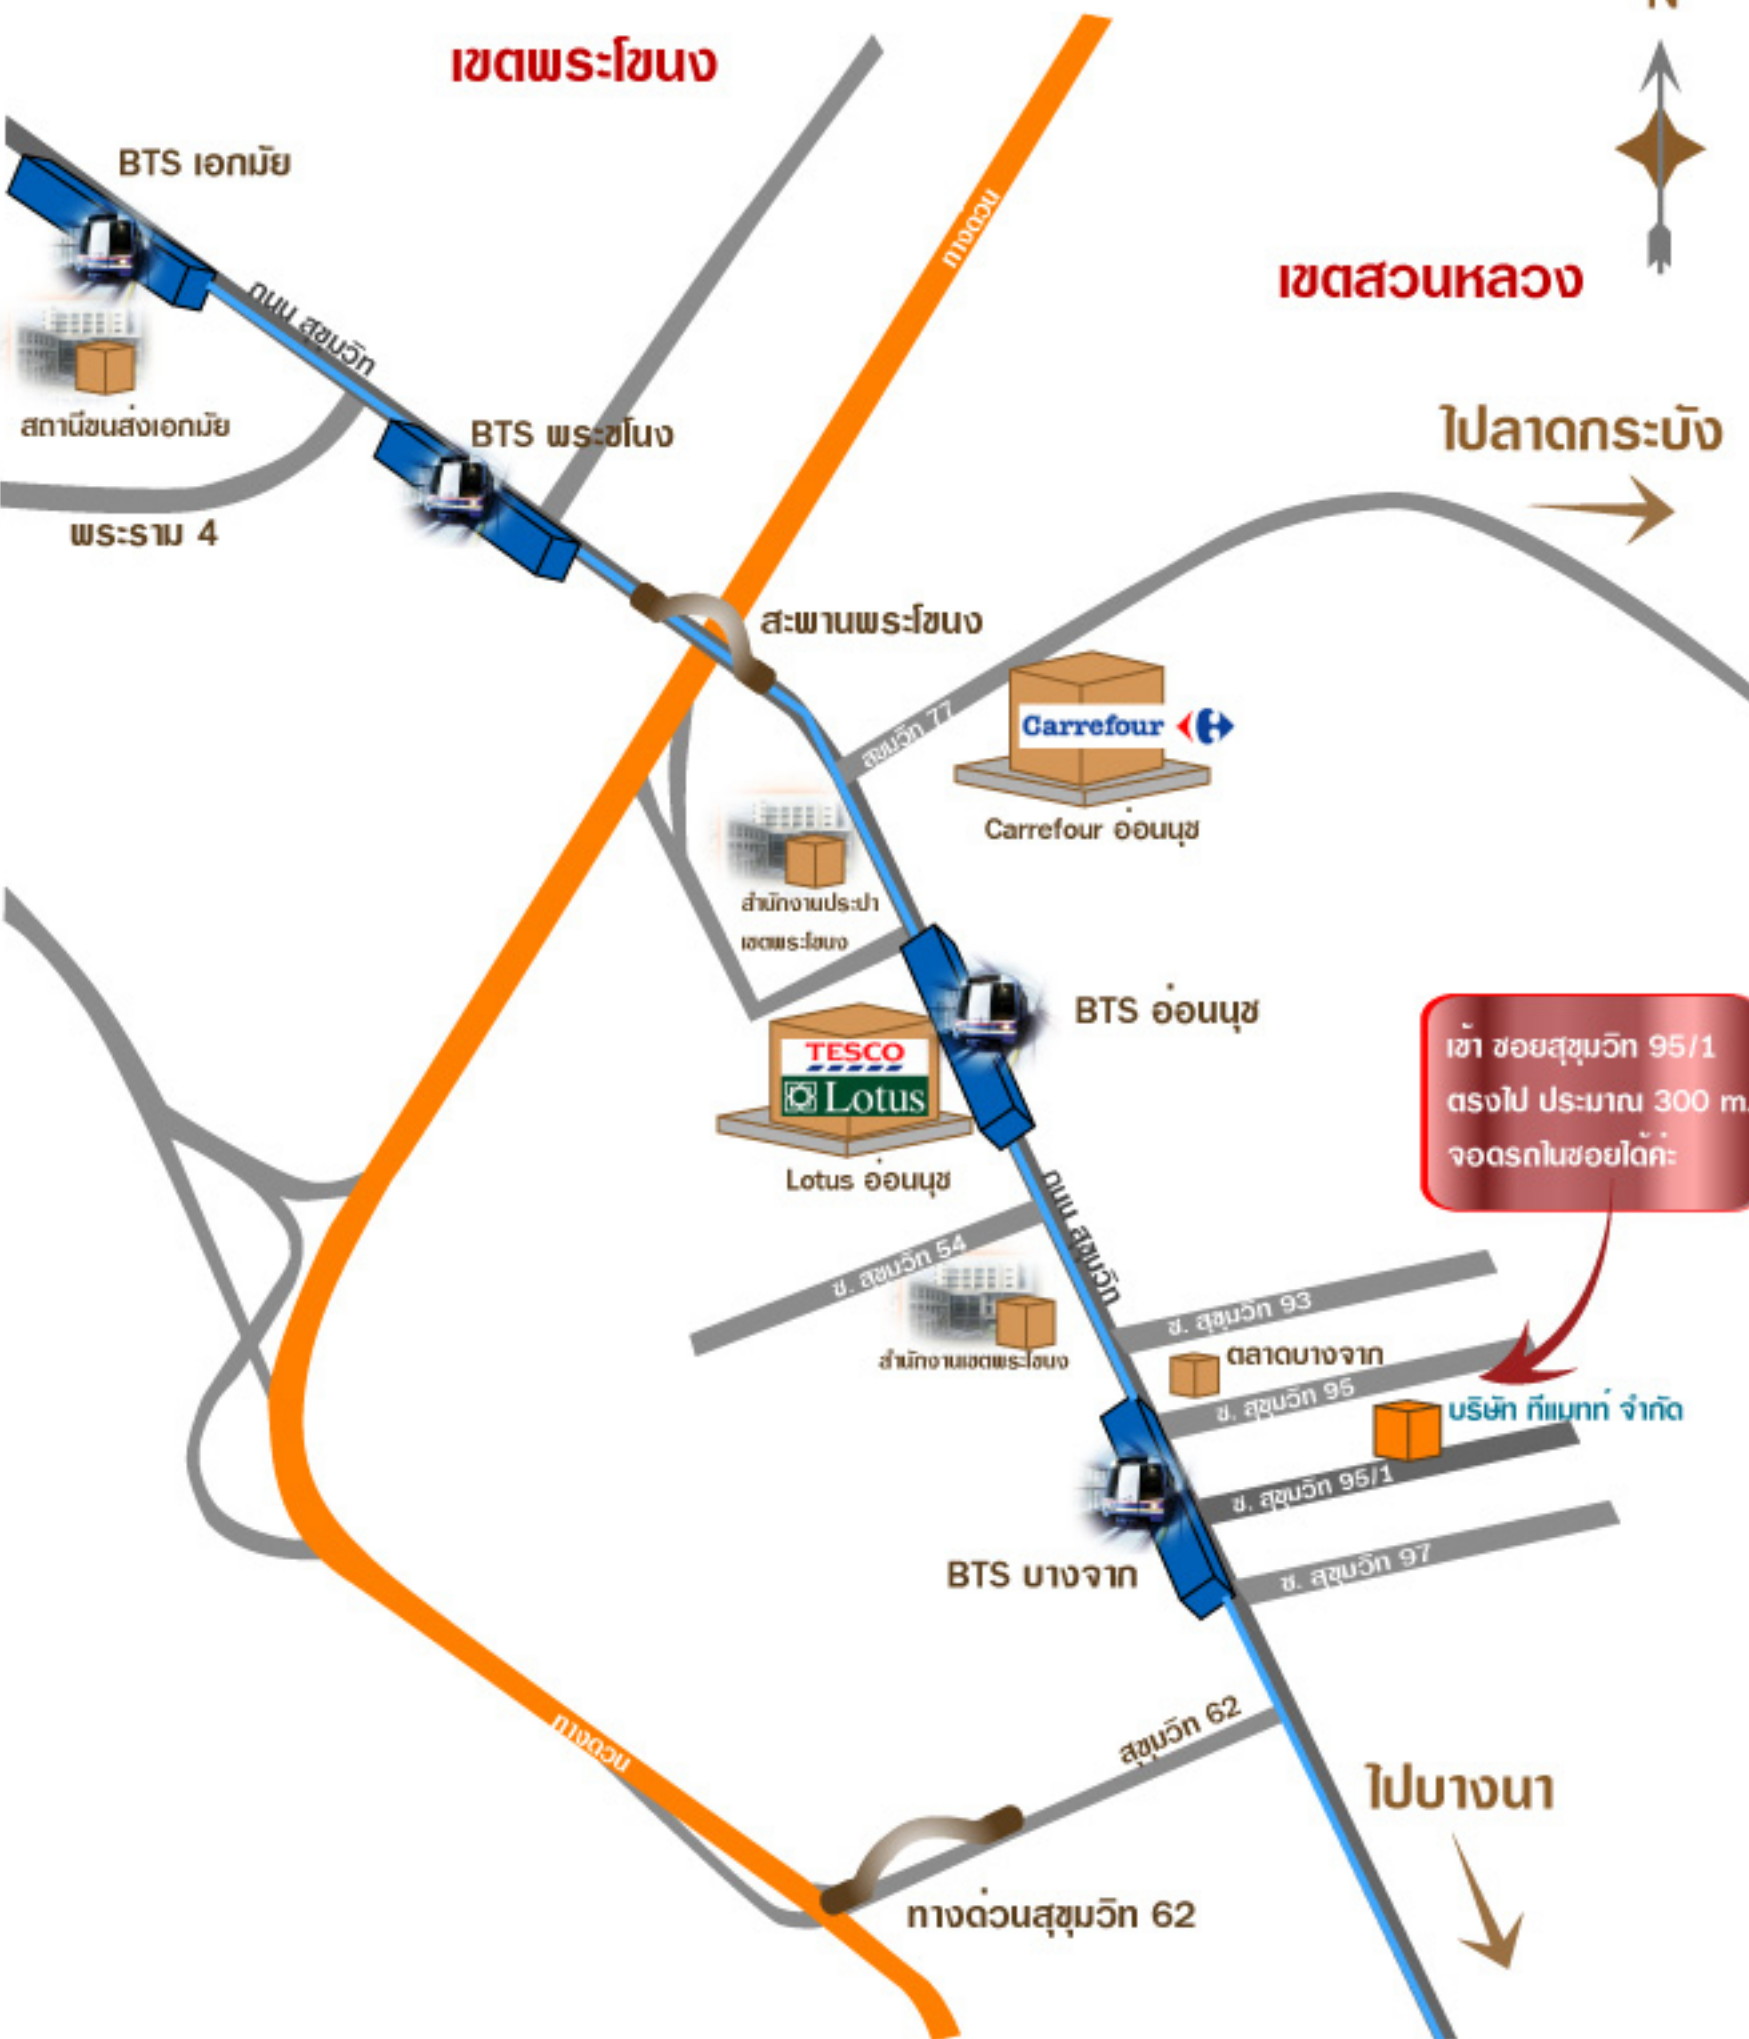 N
เขตพระโขนง
BTS เอกมัย
ทางด่วน
เขตสวนหลวง
ถนน สุขุมวิท
สถานีขนส่งเอกมัย
BTS พระขโนง
ไปลาดกระบัง
พระราม 4
สะพานพระโขนง
สุขุมวิท 77
Carrefour
Carrefour อ่อนนุช
สำนักงานประปา
เขตพระโขนง
BTS อ่อนนุช
TESCO
Lotus
Lotus อ่อนนุช
เข้า ซอยสุขุมวิท 95/1
ตรงไป ประมาณ 300 m.
จอดรถในซอยได้ค่ะ
ถนน สุขุมวิท
ซ. สุขุมวิท 54
สำนักงานเขตพระโขนง
ซ. สุขุมวิท 93
ตลาดบางจาก
ซ. สุขุมวิท 95
บริษัท ทีแมทท์ จำกัด
ซ. สุขุมวิท 95/1
BTS บางจาก
ซ. สุขุมวิท 97
สุขุมวิท 62
ทางด่วน
ไปบางนา
ทางด่วนสุขุมวิท 62